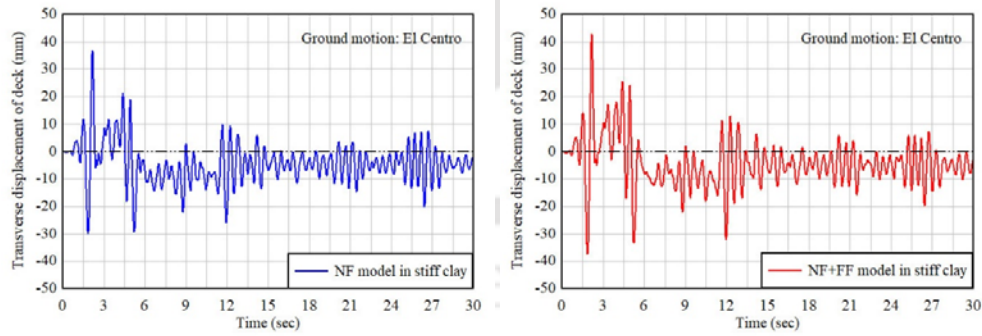 50
40
30
20
10
0
-10
-20
-30
-40
-50
Transverse displacement of deck (mm)
Ground motion: El Centro
NF model in stiff clay
0 3 6 9 12 15 18 21 24 27 30
Time (sec)
50
40
30
20
10
0
-10
-20
-30
-40
-50
Transverse displacement of deck (mm)
Ground motion: El Centro
NF+FF model in stiff clay
0 3 6 9 12 15 18 21 24 27 30
Time (sec)